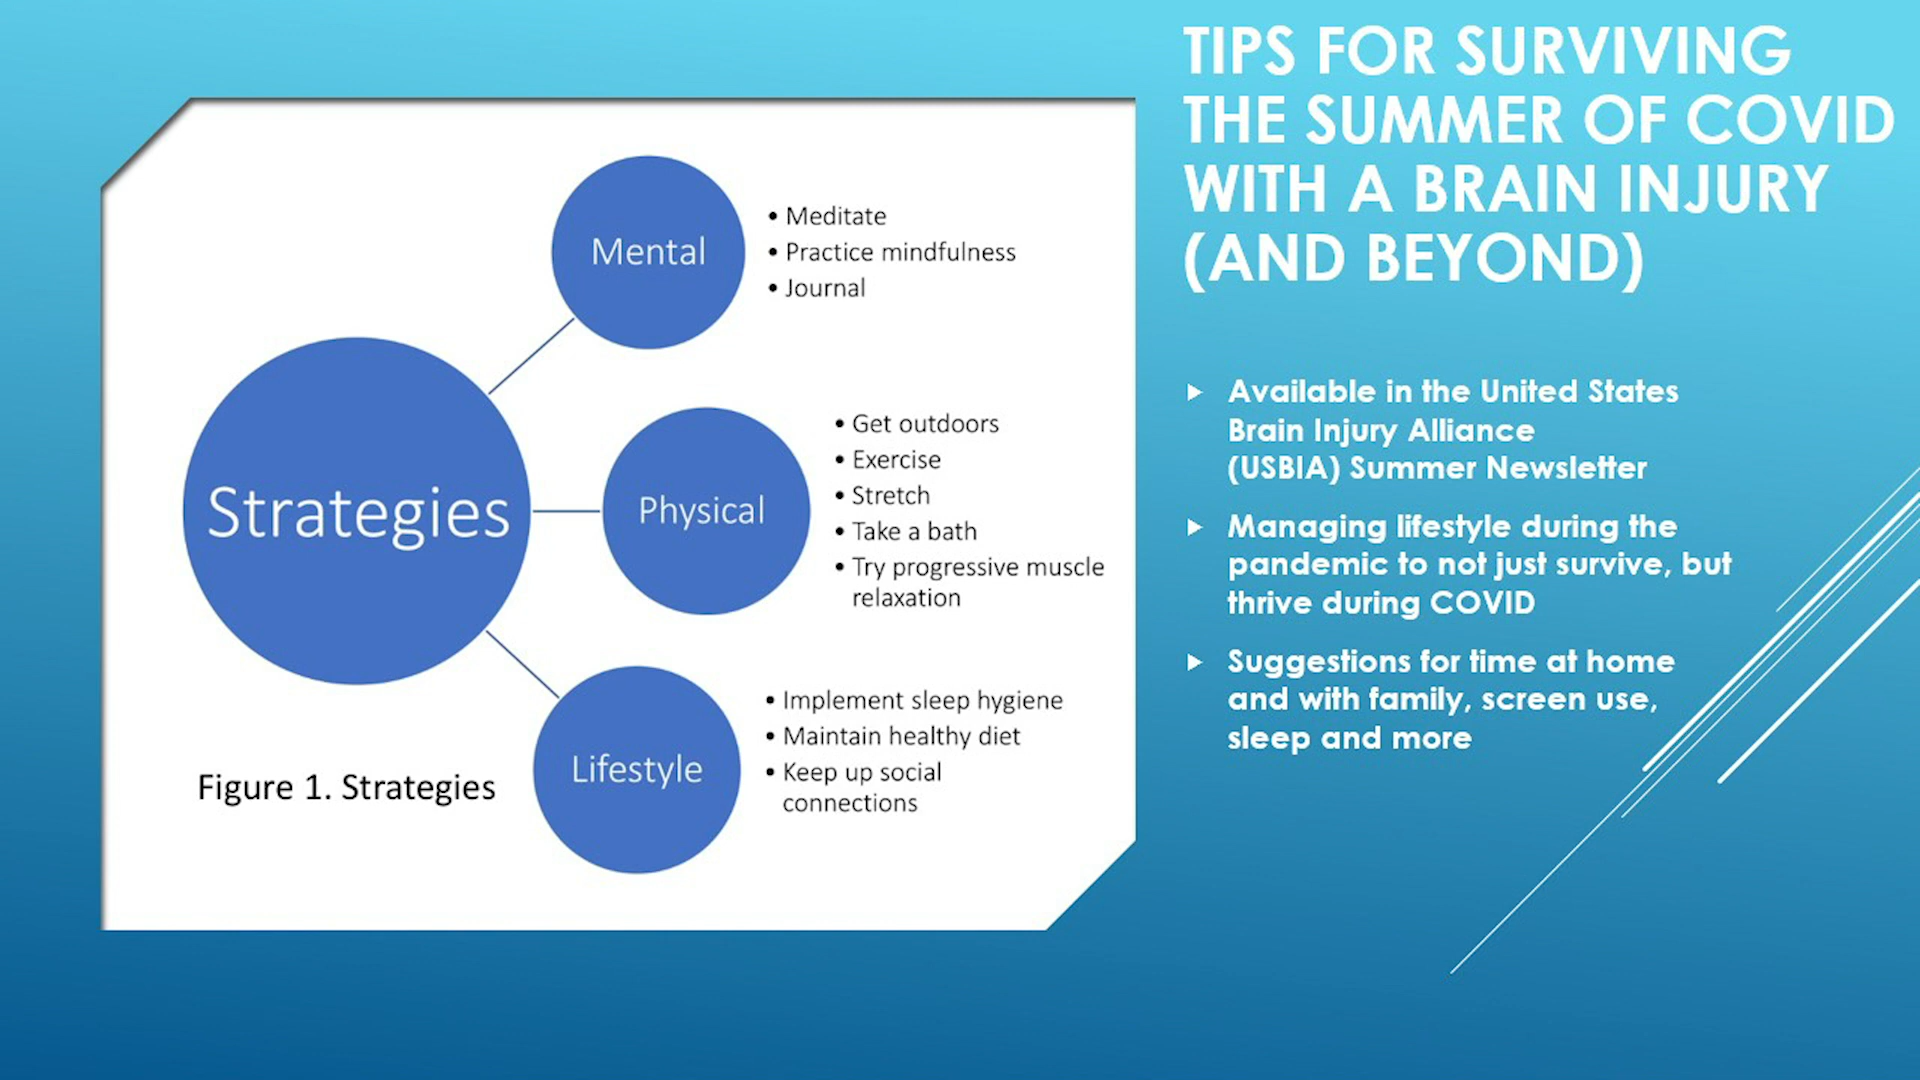 TIPS FOR SURVIVING
THE SUMMER OF COVID
WITH A BRAIN INJURY
(AND BEYOND)
Strategies
Mental
• Meditate
• Practice mindfulness
• Journal
Physical
• Get outdoors
• Exercise
• Stretch
• Take a bath
• Try progressive muscle
relaxation
Lifestyle
• Implement sleep hygiene
• Maintain healthy diet
• Keep up social
connections
Figure 1. Strategies
Available in the United States
Brain Injury Alliance
(USBIA) Summer Newsletter
Managing lifestyle during the
pandemic to not just survive, but
thrive during COVID
Suggestions for time at home
and with family, screen use,
sleep and more